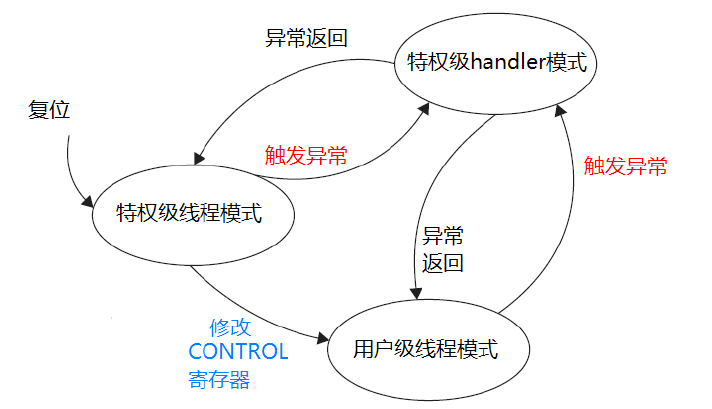 异常返回
特权级handler模式
复位
触发异常
触发异常
特权级线程模式
异常
返回
修改
CONTROL
寄存器
用户级线程模式